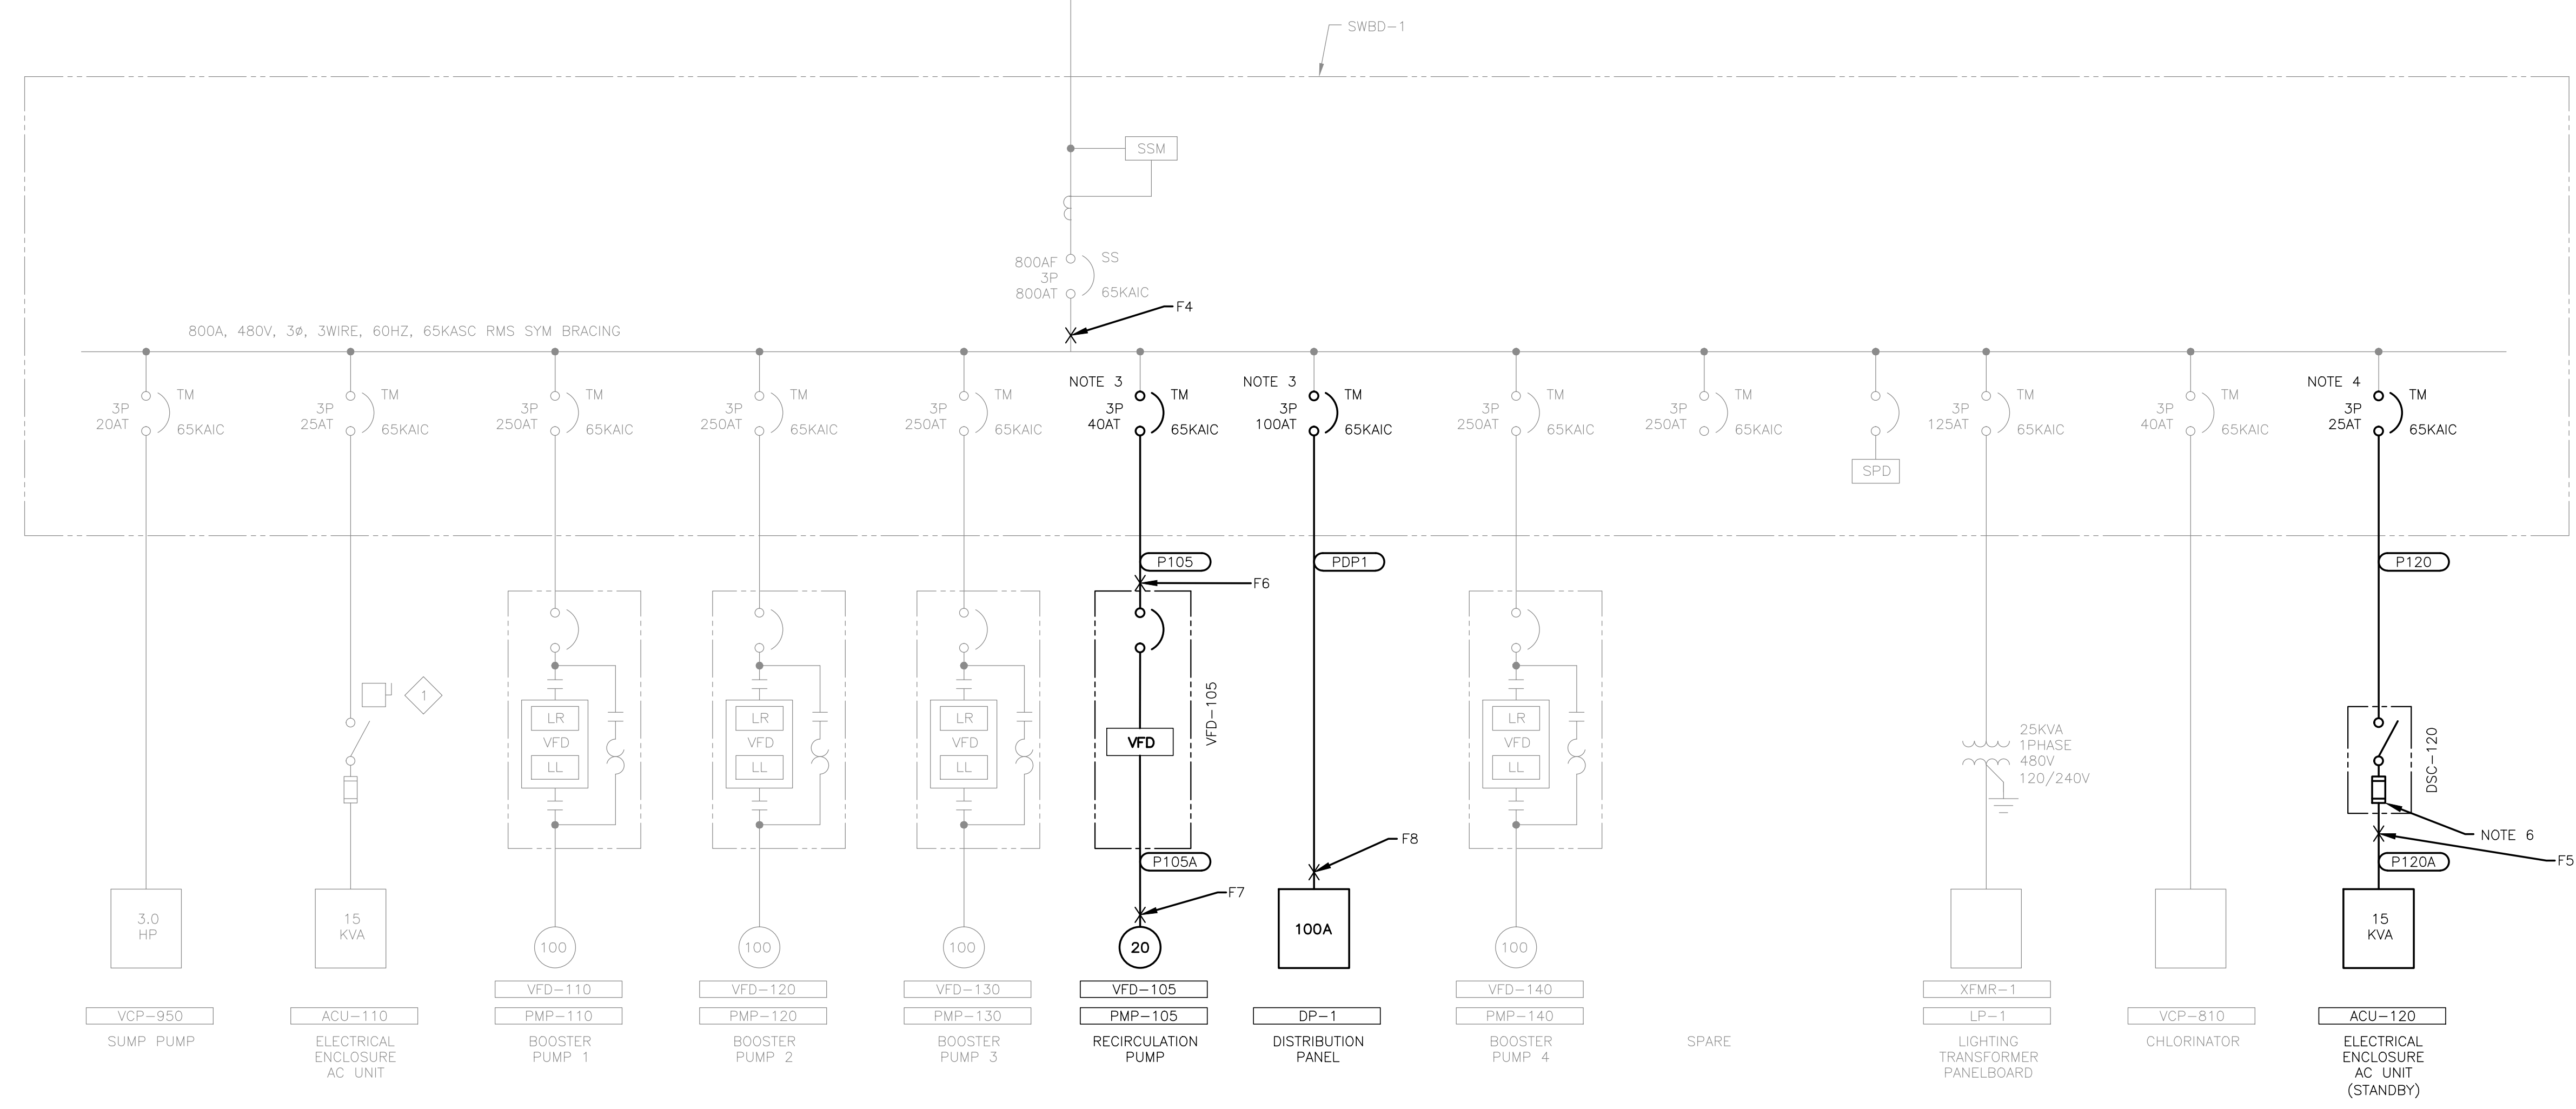 SWBD-1
SSM
800AF
3P
800AT
SS
65KAIC
F4
800A, 480V, 3ø, 3WIRE, 60HZ, 65KASC RMS SYM BRACING
3P
20AT
TM
65KAIC
3P
25AT
TM
65KAIC
3P
250AT
TM
65KAIC
3P
250AT
TM
65KAIC
3P
250AT
TM
65KAIC
NOTE 3
3P
40AT
TM
65KAIC
NOTE 3
3P
100AT
TM
65KAIC
3P
250AT
TM
65KAIC
3P
250AT
TM
65KAIC
SPD
3P
125AT
TM
65KAIC
3P
40AT
TM
65KAIC
NOTE 4
3P
25AT
TM
65KAIC
P105
PDP1
P120
F6
1
LR
VFD
LL
LR
VFD
LL
LR
VFD
LL
VFD
VFD-105
LR
VFD
LL
25KVA
1PHASE
480V
120/240V
DSC-120
NOTE 6
F5
P105A
F8
P120A
F7
3.0
HP
15
KVA
100
100
100
20
100A
100
15
KVA
VFD-110
VFD-120
VFD-130
VFD-105
VFD-140
XFMR-1
VCP-950
ACU-110
PMP-110
PMP-120
PMP-130
PMP-105
DP-1
PMP-140
LP-1
VCP-810
ACU-120
SUMP PUMP
ELECTRICAL
ENCLOSURE
AC UNIT
BOOSTER
PUMP 1
BOOSTER
PUMP 2
BOOSTER
PUMP 3
RECIRCULATION
PUMP
DISTRIBUTION
PANEL
BOOSTER
PUMP 4
SPARE
LIGHTING
TRANSFORMER
PANELBOARD
CHLORINATOR
ELECTRICAL
ENCLOSURE
AC UNIT
(STANDBY)